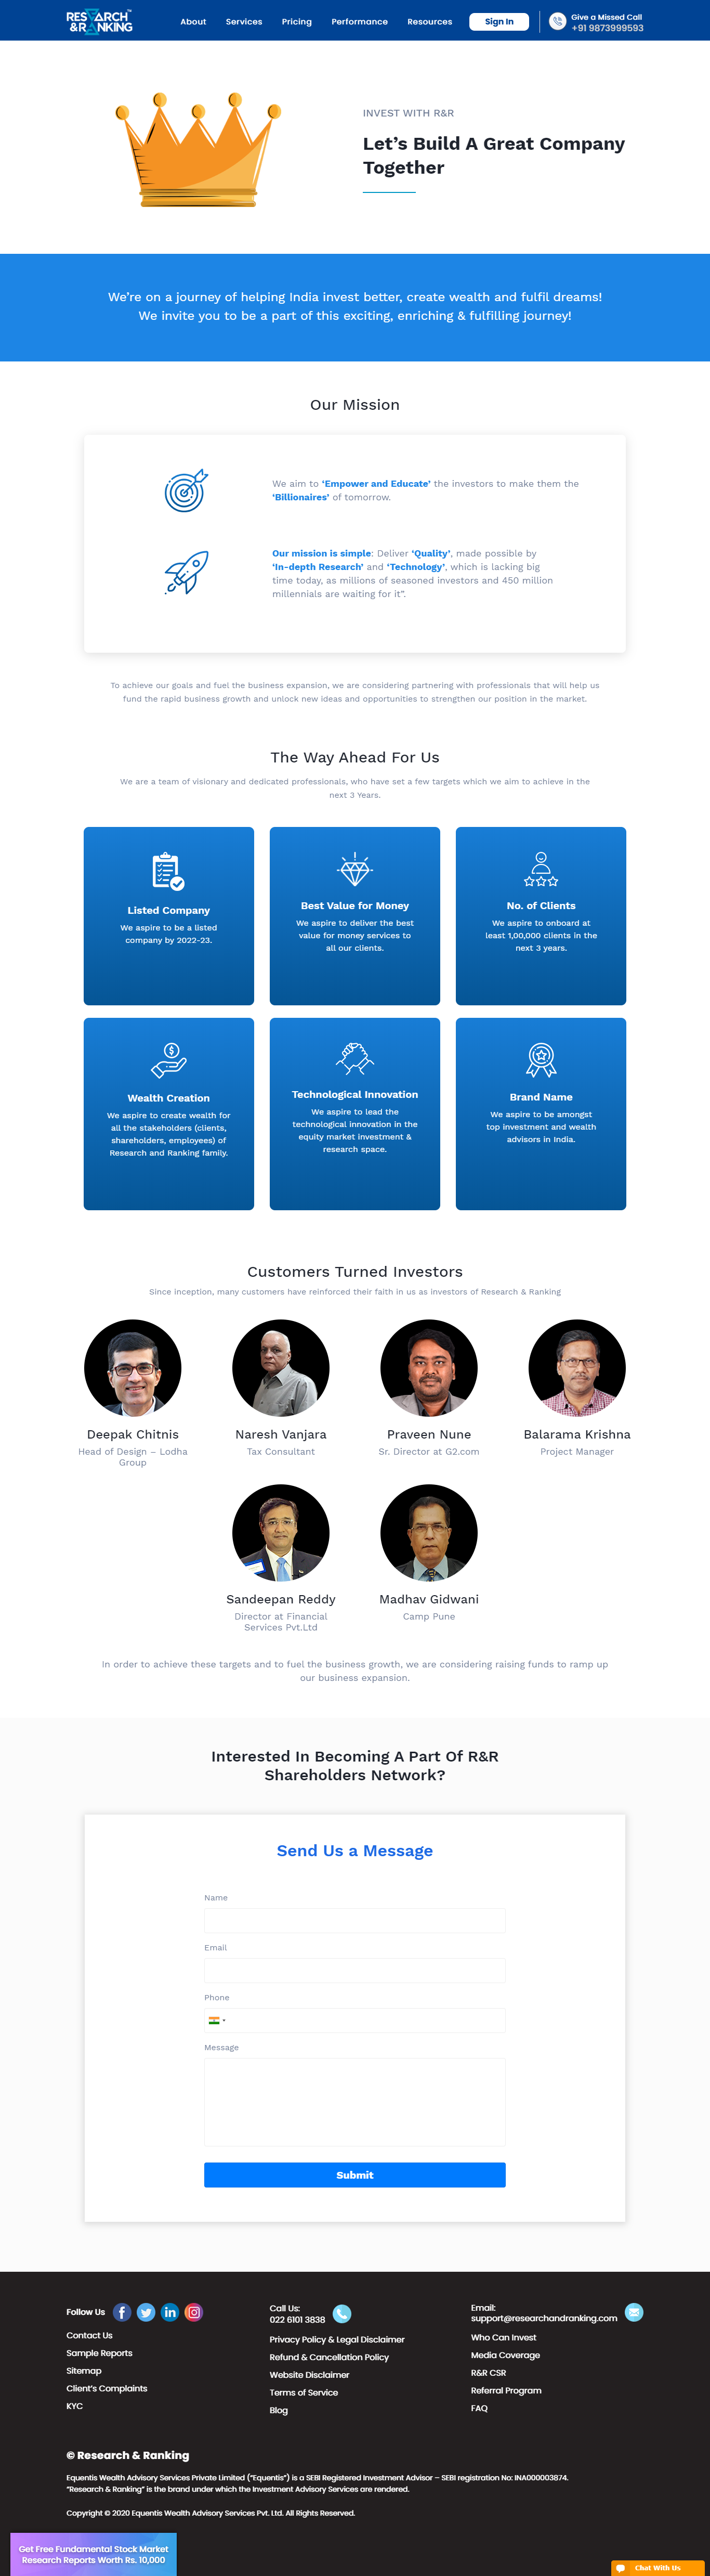 RESEARCH
& RANKING
About
Services
Pricing
Performance
Resources
Sign In
Give a Missed Call
+91 9873999593
INVEST WITH R&R
Let’s Build A Great Company
Together
We’re on a journey of helping India invest better, create wealth and fulfil dreams!
We invite you to be a part of this exciting, enriching & fulfilling journey!
Our Mission
We aim to ‘Empower and Educate’ the investors to make them the
‘Billionaires’ of tomorrow.
Our mission is simple: Deliver ‘Quality’, made possible by
‘In-depth Research’ and ‘Technology’, which is lacking big
time today, as millions of seasoned investors and 450 million
millennials are waiting for it”.
To achieve our goals and fuel the business expansion, we are considering partnering with professionals that will help us
fund the rapid business growth and unlock new ideas and opportunities to strengthen our position in the market.
The Way Ahead For Us
We are a team of visionary and dedicated professionals, who have set a few targets which we aim to achieve in the
next 3 Years.
Listed Company
We aspire to be a listed
company by 2022-23.
Best Value for Money
We aspire to deliver the best
value for money services to
all our clients.
No. of Clients
We aspire to onboard at
least 1,00,000 clients in the
next 3 years.
Wealth Creation
We aspire to create wealth for
all the stakeholders (clients,
shareholders, employees) of
Research and Ranking family.
Technological Innovation
We aspire to lead the
technological innovation in the
equity market investment &
research space.
Brand Name
We aspire to be amongst
top investment and wealth
advisors in India.
Customers Turned Investors
Since inception, many customers have reinforced their faith in us as investors of Research & Ranking
Deepak Chitnis
Head of Design – Lodha
Group
Naresh Vanjara
Tax Consultant
Praveen Nune
Sr. Director at G2.com
Balarama Krishna
Project Manager
Sandeepan Reddy
Director at Financial
Services Pvt.Ltd
Madhav Gidwani
Camp Pune
In order to achieve these targets and to fuel the business growth, we are considering raising funds to ramp up
our business expansion.
Interested In Becoming A Part Of R&R
Shareholders Network?
Send Us a Message
Name
Email
Phone
Message
Submit
Follow Us
Contact Us
Sample Reports
Sitemap
Client’s Complaints
KYC
Call Us:
022 6101 3838
Privacy Policy & Legal Disclaimer
Refund & Cancellation Policy
Website Disclaimer
Terms of Service
Blog
Email:
support@researchandranking.com
Who Can Invest
Media Coverage
R&R CSR
Referral Program
FAQ
© Research & Ranking
Equentis Wealth Advisory Services Private Limited (“Equentis”) is a SEBI Registered Investment Advisor – SEBI registration No: INA000003874.
“Research & Ranking” is the brand under which the Investment Advisory Services are rendered.
Copyright © 2020 Equentis Wealth Advisory Services Pvt. Ltd. All Rights Reserved.
Get Free Fundamental Stock Market
Research Reports Worth Rs. 10,000
Chat With Us